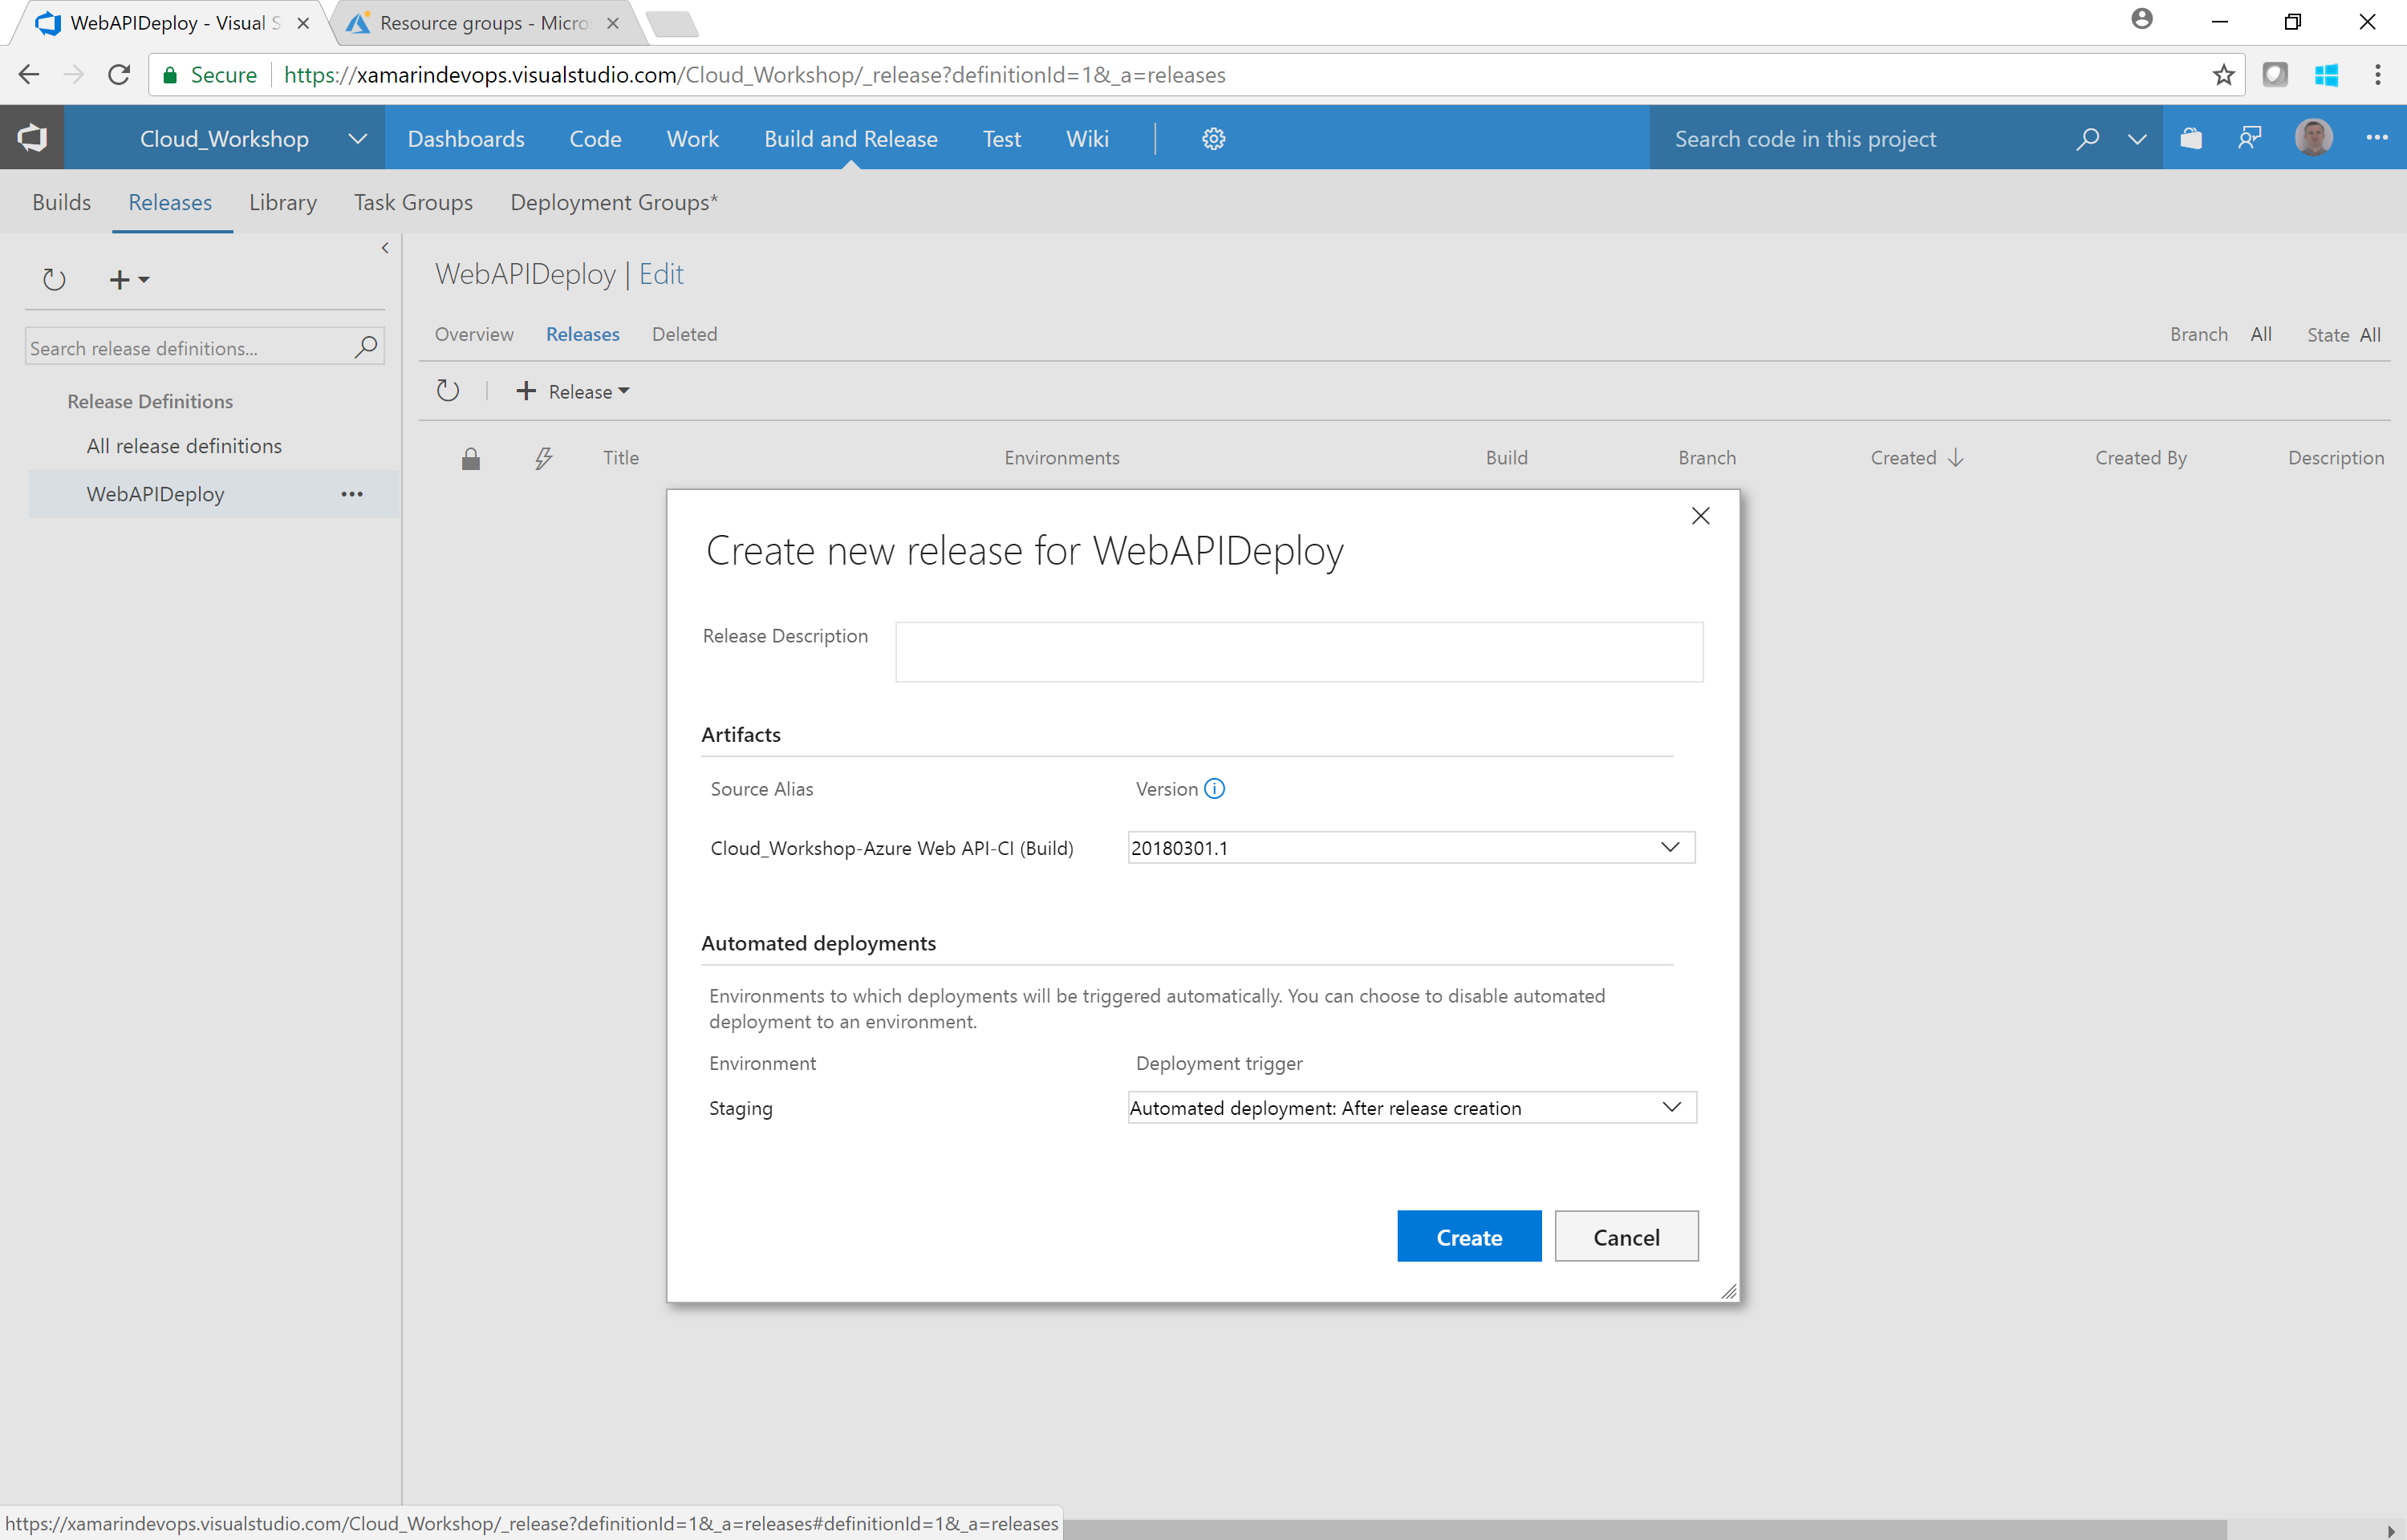 WebAPIDeploy - Visual S
Resource groups - Micro
Secure
https://xamarindevops.visualstudio.com/Cloud_Workshop/_release?definitionId=1&_a=releases
Cloud_Workshop
Dashboards
Code
Work
Build and Release
Test
Wiki
Search code in this project
Builds
Releases
Library
Task Groups
Deployment Groups*
Search release definitions...
Release Definitions
All release definitions
WebAPIDeploy
WebAPIDeploy | Edit
Overview
Releases
Deleted
Branch All
State All
Release
Title
Environments
Build
Branch
Created
Created By
Description
Create new release for WebAPIDeploy
Release Description
Artifacts
Source Alias
Version
Cloud_Workshop-Azure Web API-CI (Build)
20180301.1
Automated deployments
Environments to which deployments will be triggered automatically. You can choose to disable automated
deployment to an environment.
Environment
Deployment trigger
Staging
Automated deployment: After release creation
Create
Cancel
https://xamarindevops.visualstudio.com/Cloud_Workshop/_release?definitionId=1&_a=releases#definitionId=1&_a=releases